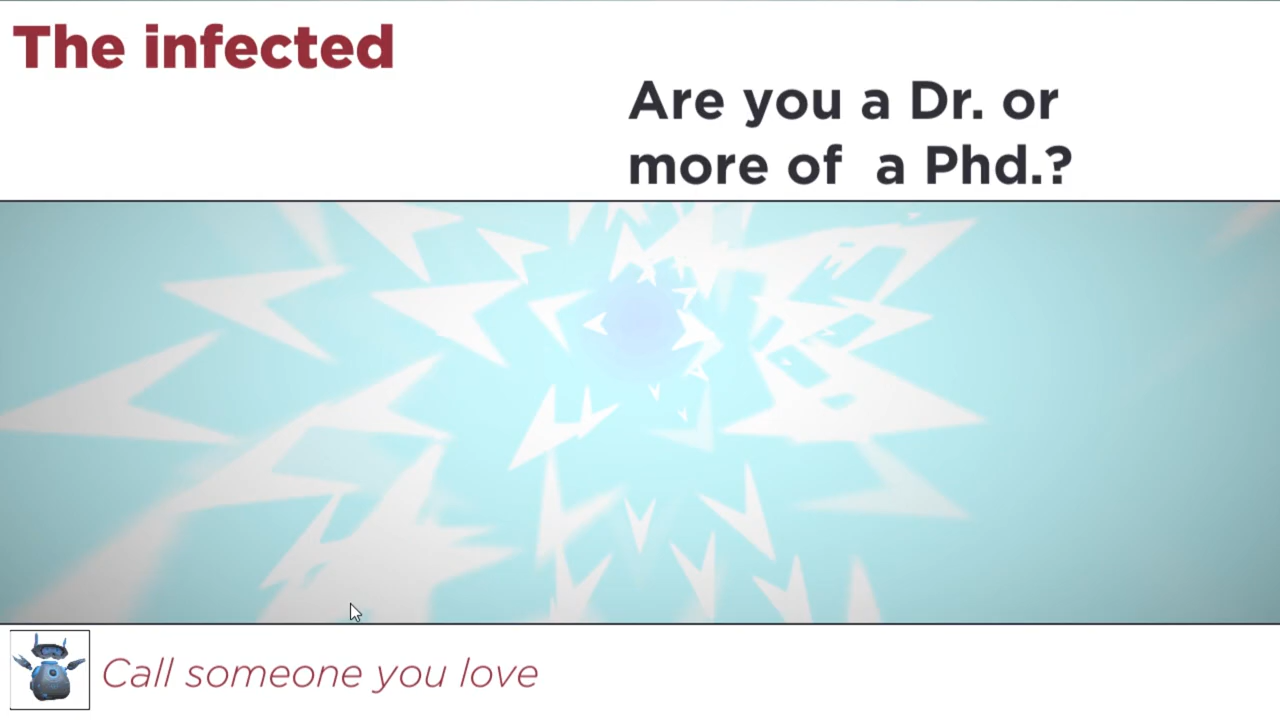 The infected
Are you a Dr. or
more of a Phd.?
Call someone you love